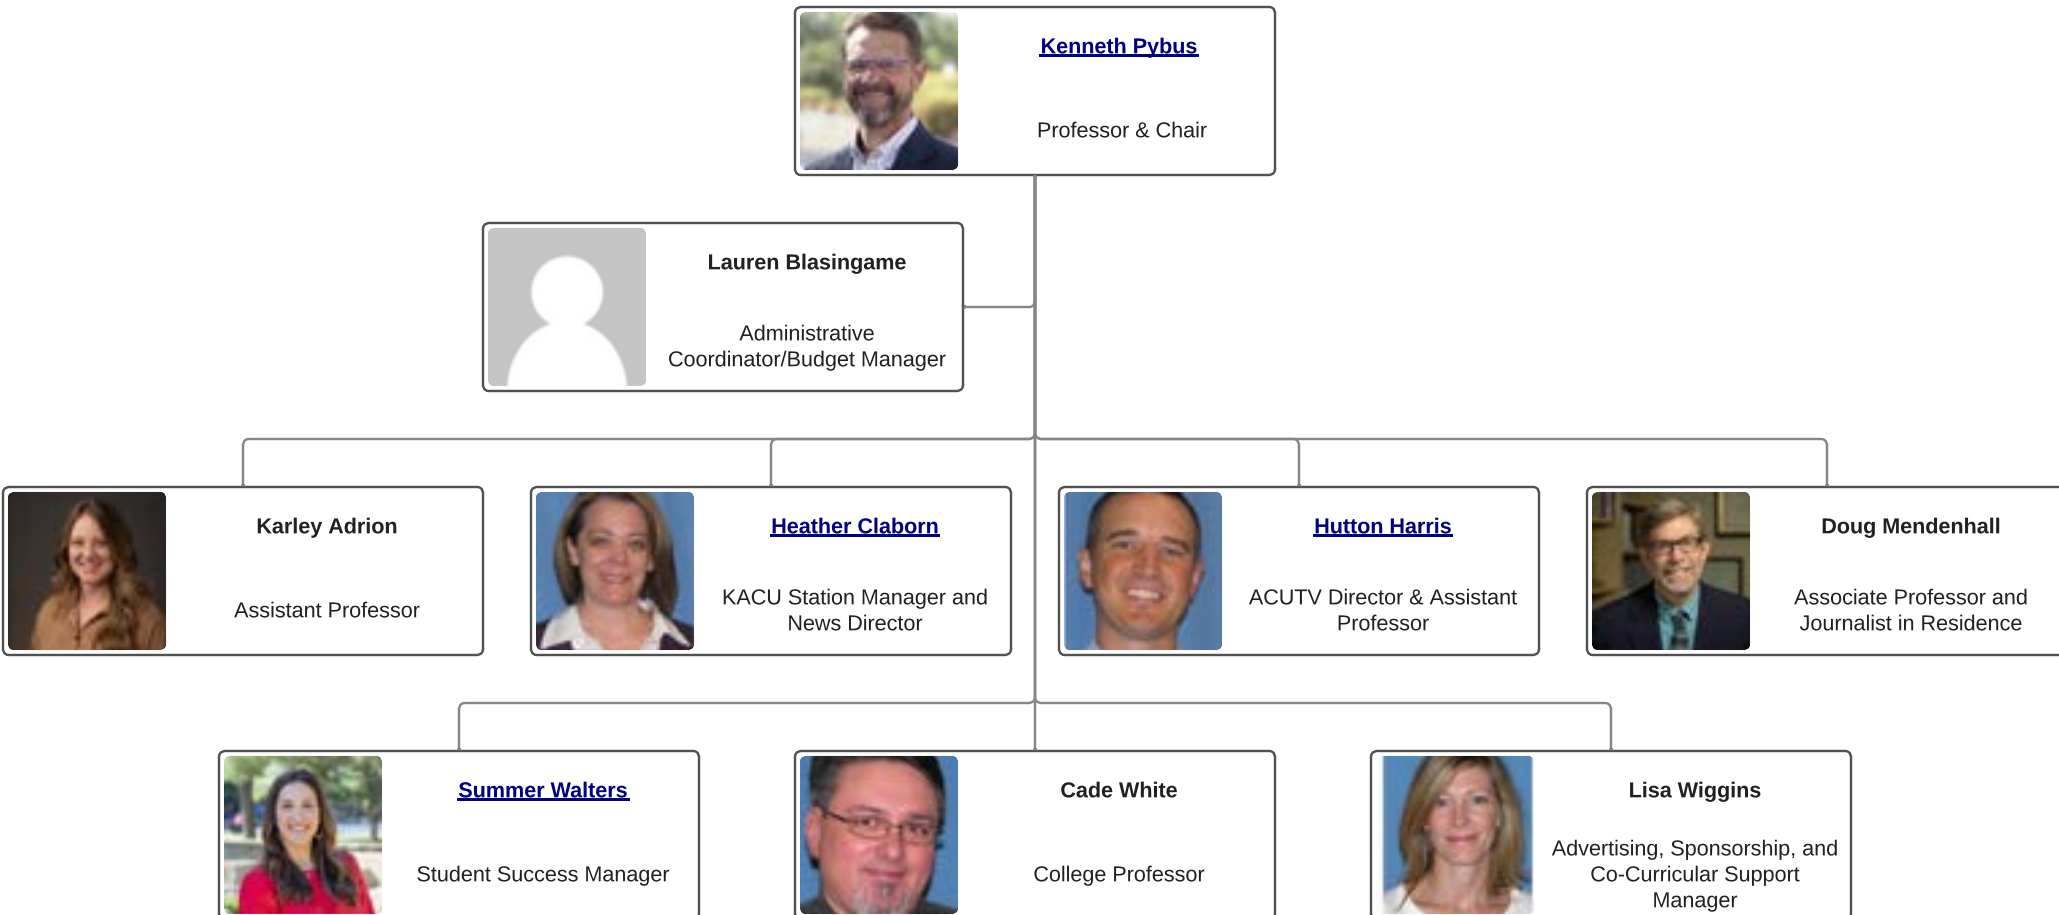 Kenneth Pybus
Professor & Chair
Lauren Blasingame
Administrative
Coordinator/Budget Manager
Karley Adrion
Assistant Professor
Heather Claborn
KACU Station Manager and
News Director
Hutton Harris
ACUTV Director & Assistant
Professor
Doug Mendenhall
Associate Professor and
Journalist in Residence
Summer Walters
Student Success Manager
Cade White
College Professor
Lisa Wiggins
Advertising, Sponsorship, and
Co-Curricular Support
Manager